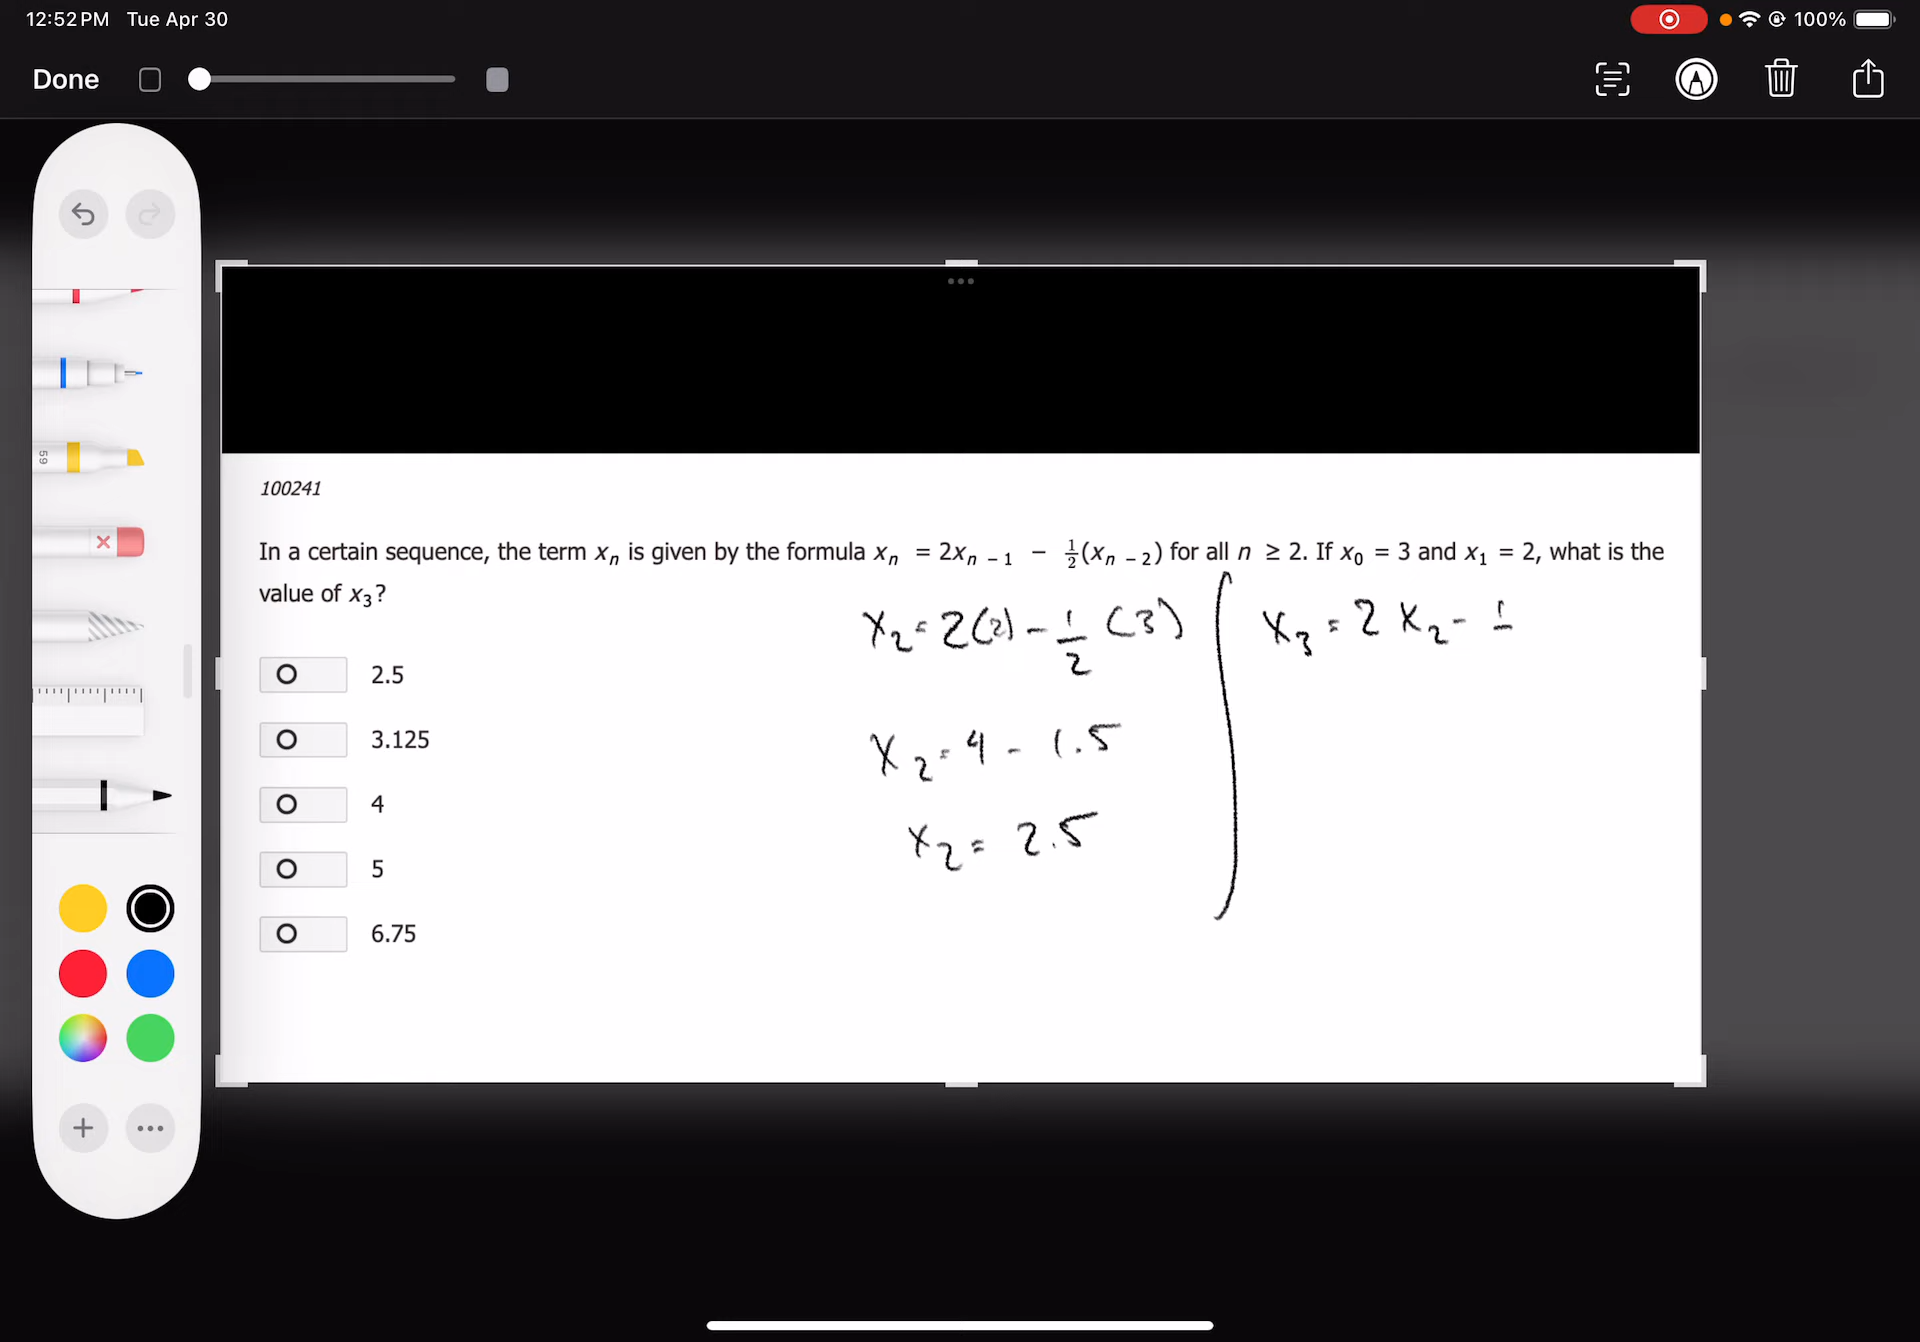 12:52 PM Tue Apr 30
100%
Done
59
100241
In a certain sequence, the term xₙ is given by the formula xₙ = 2xₙ ₋ ₁ − ½(xₙ ₋ ₂) for all n ≥ 2. If x₀ = 3 and x₁ = 2, what is the
value of x₃?
2.5
3.125
4
5
6.75
x₂ = 2(2) − 1/2 (3)
x₂ = 4 − 1.5
x₂ = 2.5
x₃ = 2 x₂ − 1